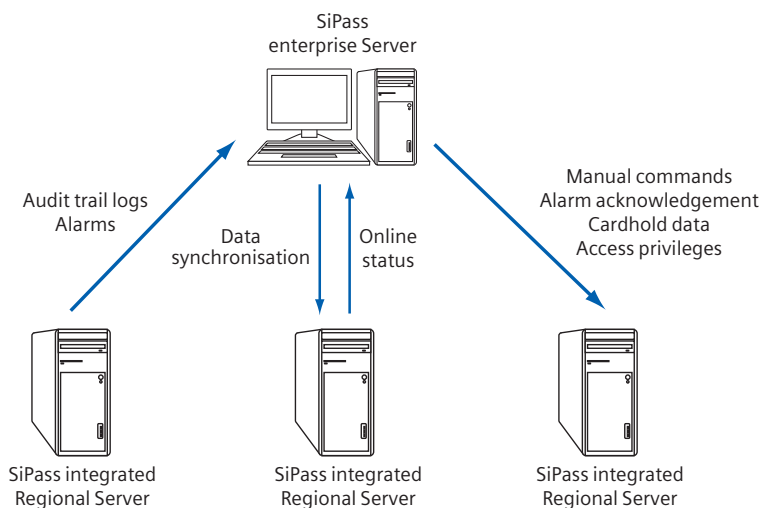 SiPass
enterprise Server
Audit trail logs
Alarms
Data
synchronisation
Online
status
Manual commands
Alarm acknowledgement
Cardhold data
Access privileges
SiPass integrated
Regional Server
SiPass integrated
Regional Server
SiPass integrated
Regional Server